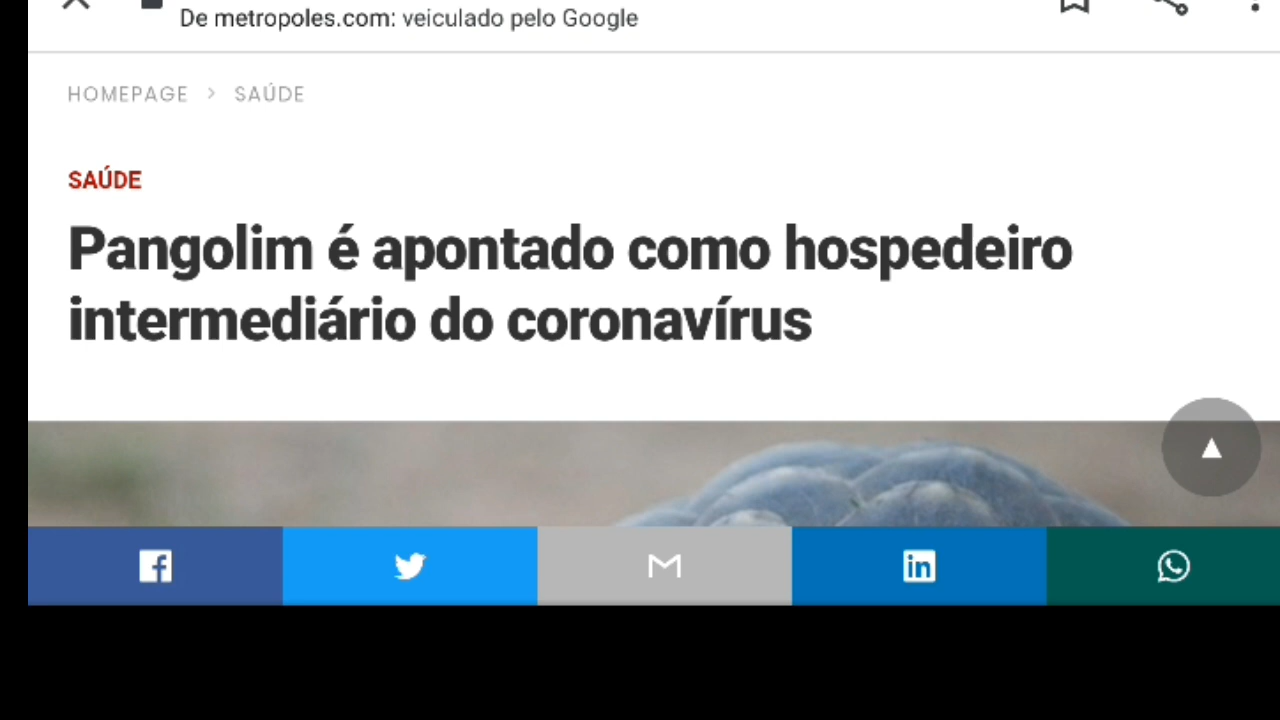 De metropoles.com: veiculado pelo Google
HOMEPAGE > SAÚDE
SAÚDE
Pangolim é apontado como hospedeiro
intermediário do coronavírus